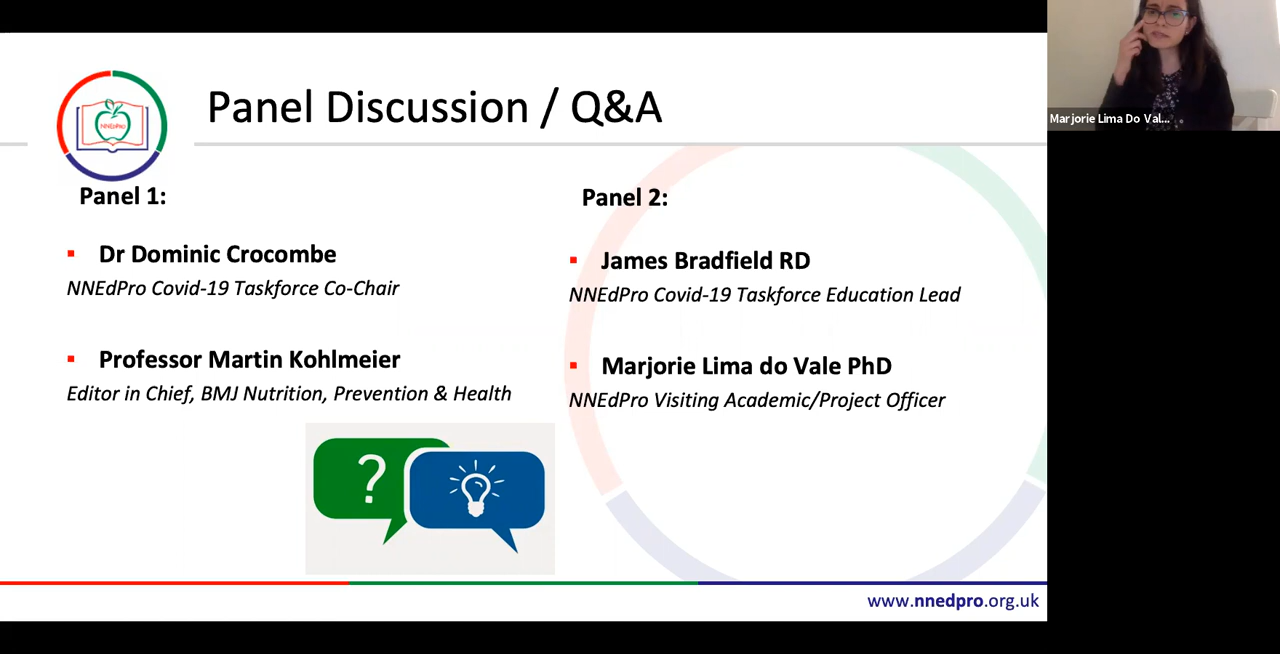 Panel Discussion / Q&A
NNEdPro
Panel 1:
Dr Dominic Crocombe
NNEdPro Covid-19 Taskforce Co-Chair
Professor Martin Kohlmeier
Editor in Chief, BMJ Nutrition, Prevention & Health
Panel 2:
James Bradfield RD
NNEdPro Covid-19 Taskforce Education Lead
Marjorie Lima do Vale PhD
NNEdPro Visiting Academic/Project Officer
?
www.nnedpro.org.uk
Marjorie Lima Do Val...